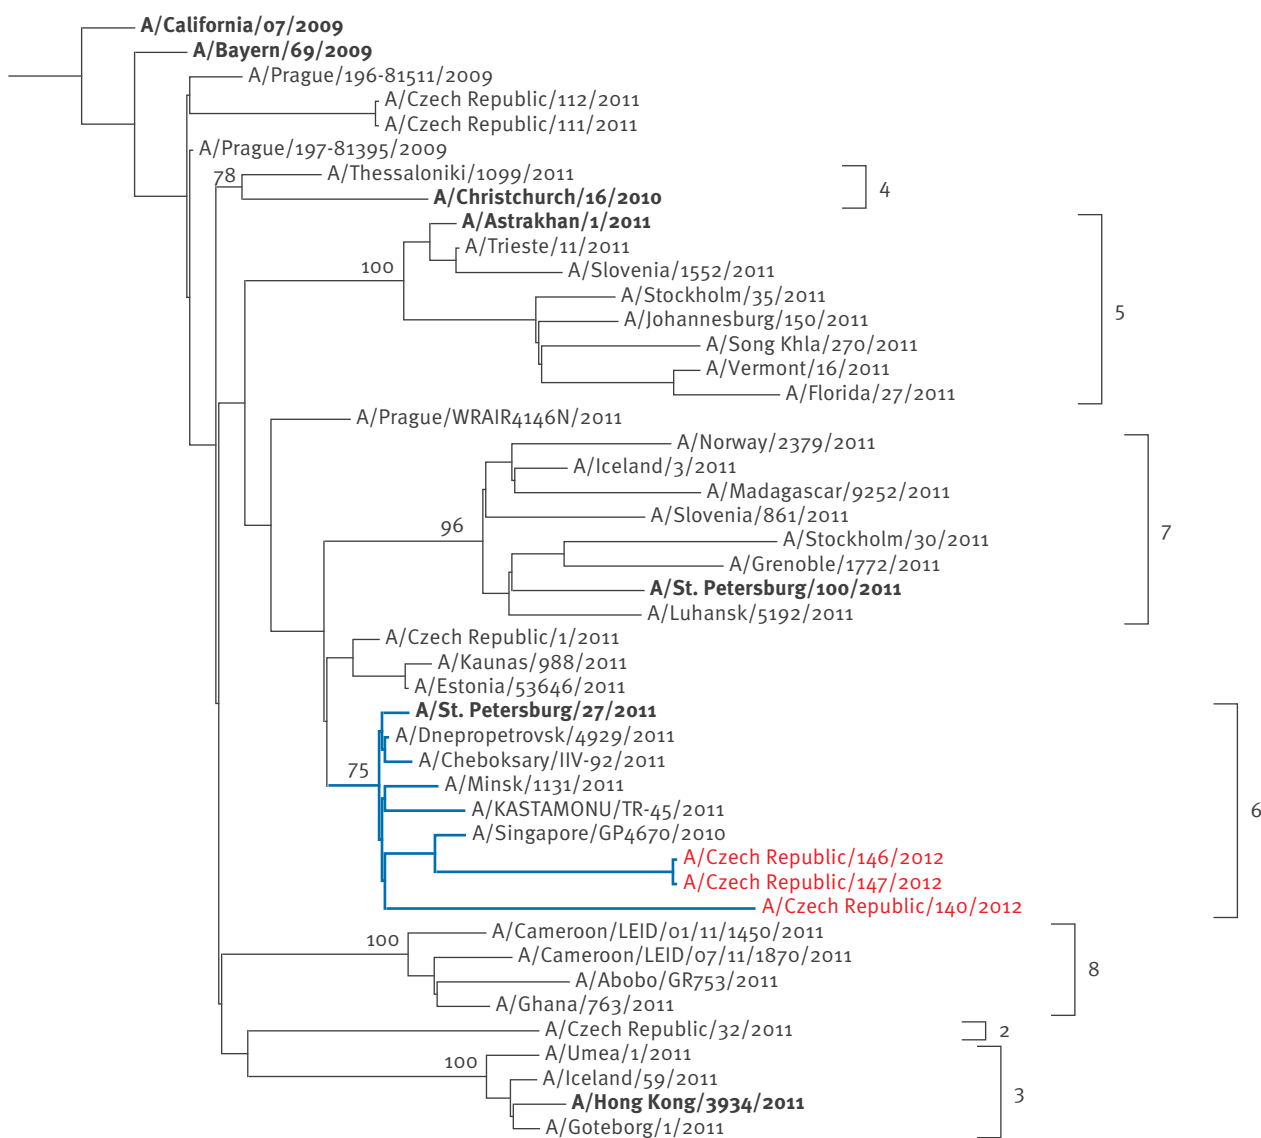 A/California/07/2009
A/Bayern/69/2009
A/Prague/196-81511/2009
A/Czech Republic/112/2011
A/Czech Republic/111/2011
A/Prague/197-81395/2009
78
A/Thessaloniki/1099/2011
4
A/Christchurch/16/2010
A/Astrakhan/1/2011
A/Trieste/11/2011
100
A/Slovenia/1552/2011
A/Stockholm/35/2011
5
A/Johannesburg/150/2011
A/Song Khla/270/2011
A/Vermont/16/2011
A/Florida/27/2011
A/Prague/WRAIR4146N/2011
A/Norway/2379/2011
A/Iceland/3/2011
A/Madagascar/9252/2011
A/Slovenia/861/2011
96
7
A/Stockholm/30/2011
A/Grenoble/1772/2011
A/St. Petersburg/100/2011
A/Luhansk/5192/2011
A/Czech Republic/1/2011
A/Kaunas/988/2011
A/Estonia/53646/2011
A/St. Petersburg/27/2011
A/Dnepropetrovsk/4929/2011
A/Cheboksary/IIV-92/2011
75
A/Minsk/1131/2011
A/KASTAMONU/TR-45/2011
6
A/Singapore/GP4670/2010
A/Czech Republic/146/2012
A/Czech Republic/147/2012
A/Czech Republic/140/2012
A/Cameroon/LEID/01/11/1450/2011
100
A/Cameroon/LEID/07/11/1870/2011
8
A/Abobo/GR753/2011
A/Ghana/763/2011
A/Czech Republic/32/2011
2
A/Umea/1/2011
100
A/Iceland/59/2011
3
A/Hong Kong/3934/2011
A/Goteborg/1/2011